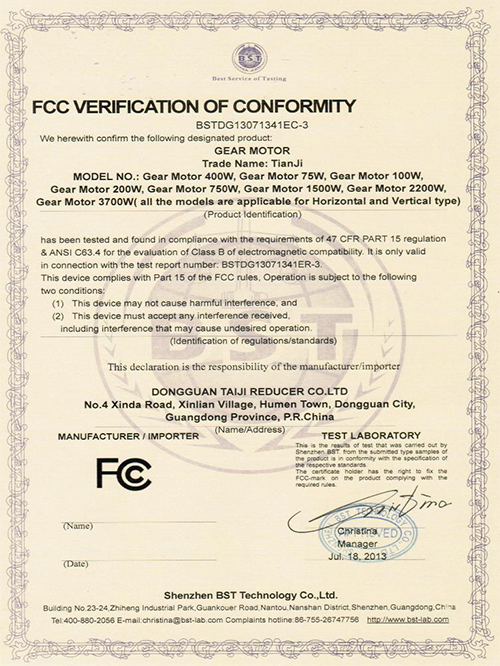 BST
Best Service of Testing
FCC VERIFICATION OF CONFORMITY
BSTDG13071341EC-3
We herewith confirm the following designated product:
GEAR MOTOR
Trade Name: TianJi
MODEL NO.: Gear Motor 400W, Gear Motor 75W, Gear Motor 100W,
Gear Motor 200W, Gear Motor 750W, Gear Motor 1500W, Gear Motor 2200W,
Gear Motor 3700W( all the models are applicable for Horizontal and Vertical type)
(Product Identification)
has been tested and found in compliance with the requirements of 47 CFR PART 15 regulation
& ANSI C63.4 for the evaluation of Class B of electromagnetic compatibility. It is only valid
in connection with the test report number: BSTDG13071341ER-3.
This device complies with Part 15 of the FCC rules, Operation is subject to the following
two conditions:
(1) This device may not cause harmful interference, and
(2) This device must accept any interference received,
including interference that may cause undesired operation.
(Identification of regulations/standards)
BST
This declaration is the responsibility of the manufacturer/importer
DONGGUAN TAIJI REDUCER CO.LTD
No.4 Xinda Road, Xinlian Village, Humen Town, Dongguan City,
Guangdong Province, P.R.China
(Name/Address)
MANUFACTURER / IMPORTER
TEST LABORATORY
This is the results of test that was carried out by
Shenzhen BST. from the submitted type samples of
the product is in conformity with the specification of
the respective standards.
The certificate holder has the right to fix the
FCC-mark on the product complying with the
required rules.
FCC
(Name)
Christina
APPROVED
Manager
Jul. 18, 2013
(Date)
Shenzhen BST Technology Co.,Ltd.
Building No.23-24,Zhiheng Industrial Park,Guankouer Road,Nantou,Nanshan District,Shenzhen,Guangdong,China
Tel:400-880-2056 E-mail:christina@bst-lab.com Complaints hotline:86-755-26747756 http://www.bst-lab.com